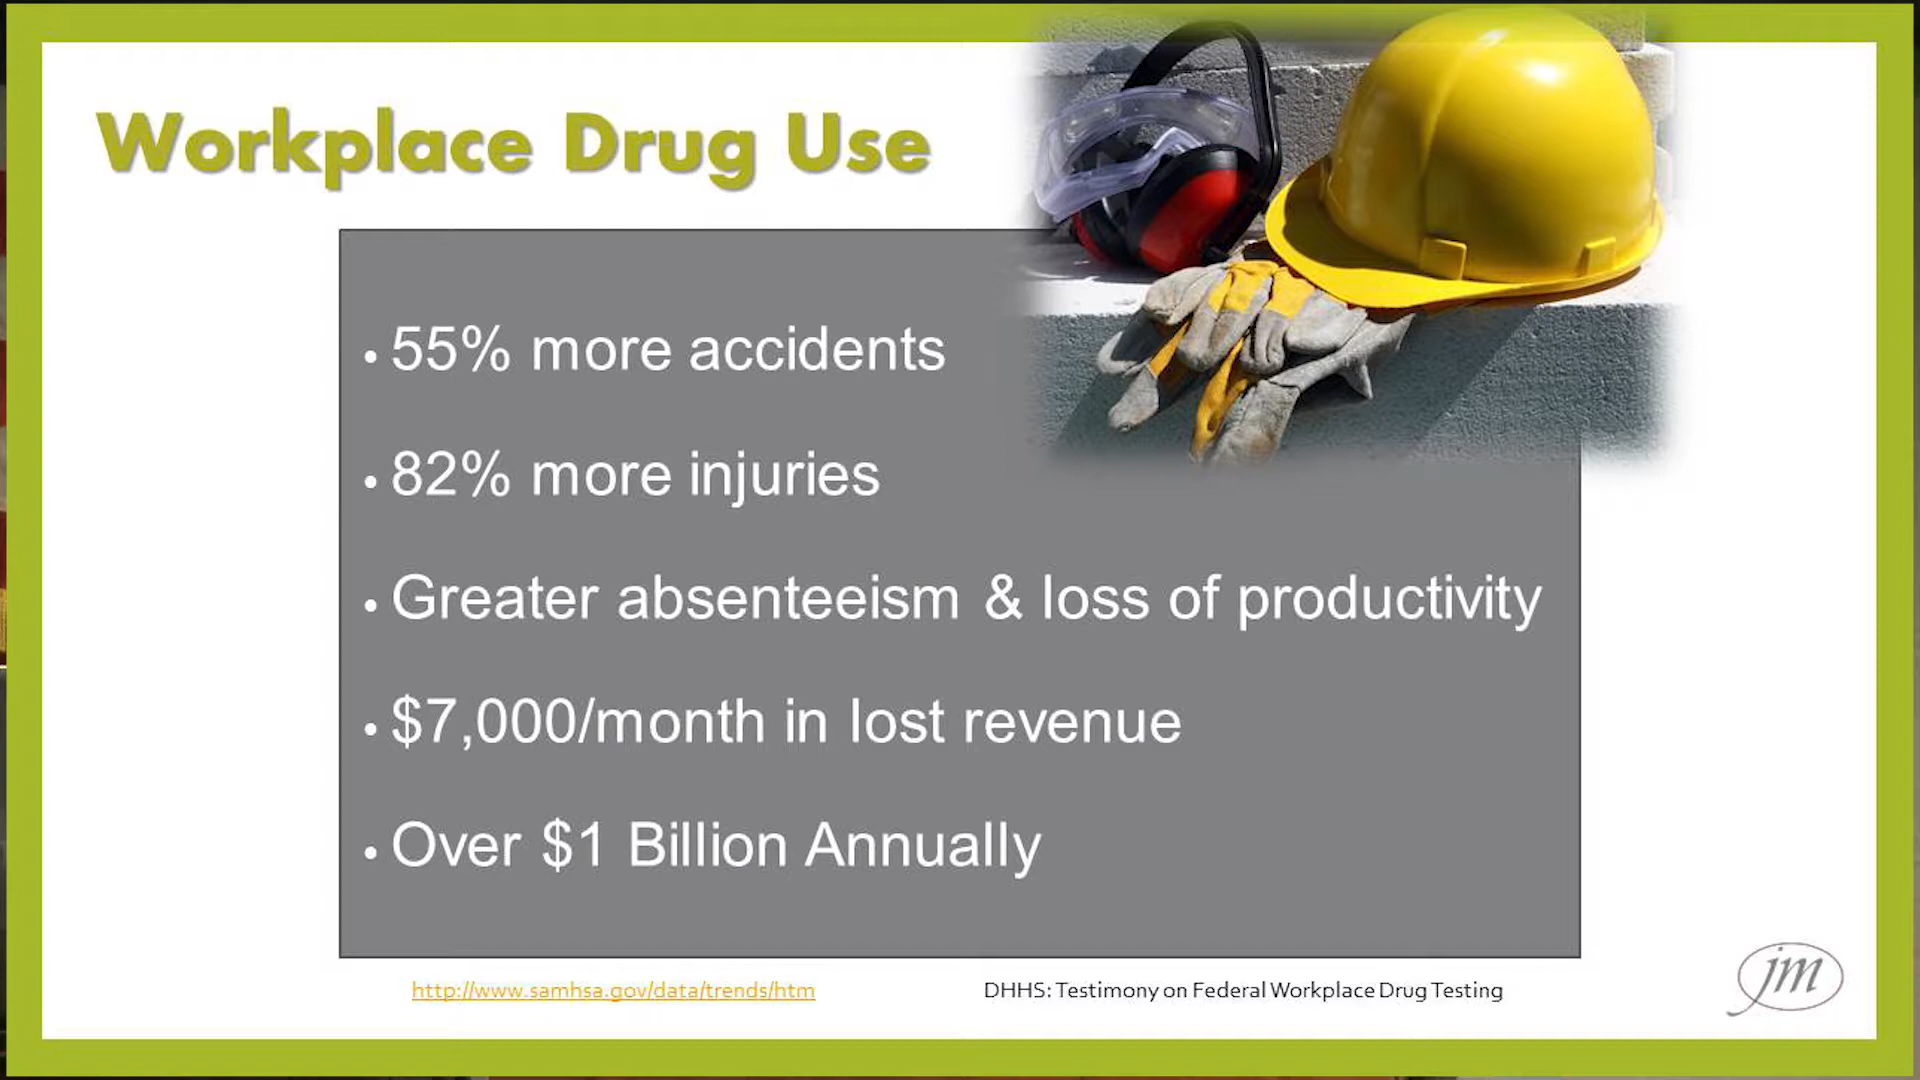 Workplace Drug Use
• 55% more accidents
• 82% more injuries
• Greater absenteeism & loss of productivity
• $7,000/month in lost revenue
• Over $1 Billion Annually
http://www.samhsa.gov/data/trends/htm
DHHS: Testimony on Federal Workplace Drug Testing
jm